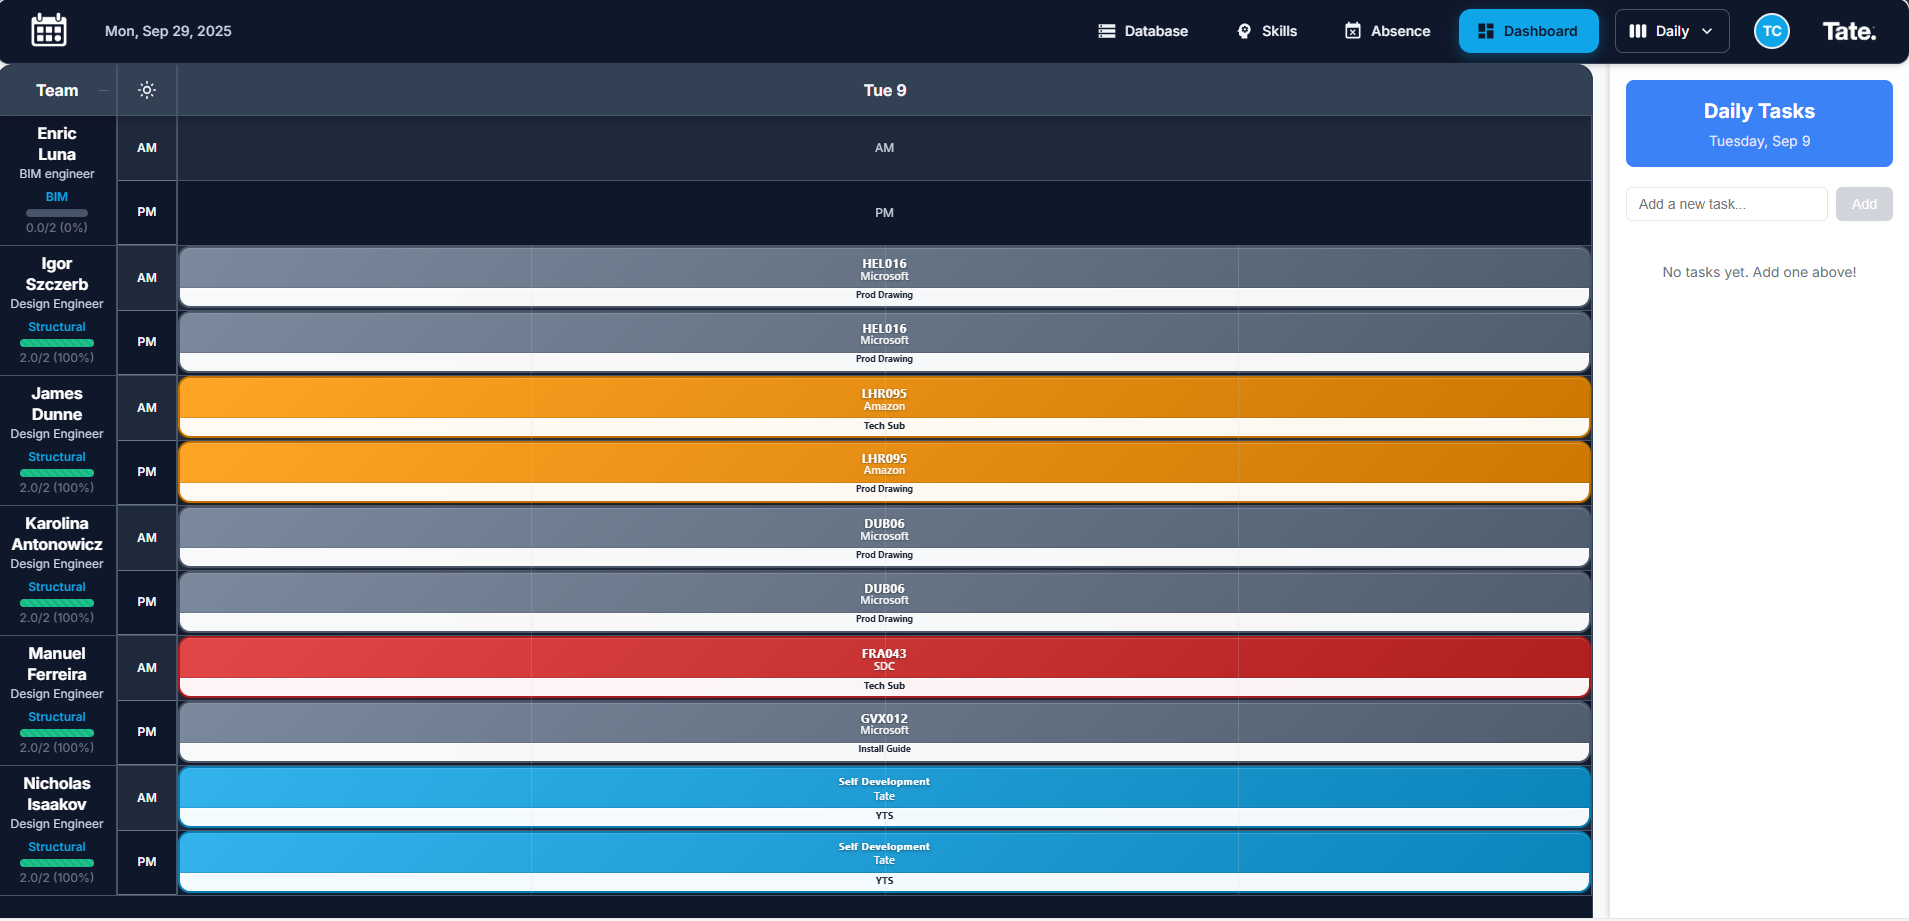 Mon, Sep 29, 2025
Database
Skills
Absence
Dashboard
Daily
TC
Tate.
Team
Tue 9
Enric
Luna
BIM engineer
BIM
0.0/2 (0%)
AM
AM
PM
PM
Igor
Szczerb
Design Engineer
Structural
2.0/2 (100%)
AM
HEL016
Microsoft
Prod Drawing
PM
HEL016
Microsoft
Prod Drawing
James
Dunne
Design Engineer
Structural
2.0/2 (100%)
AM
LHR095
Amazon
Tech Sub
PM
LHR095
Amazon
Prod Drawing
Karolina
Antonowicz
Design Engineer
Structural
2.0/2 (100%)
AM
DUB06
Microsoft
Prod Drawing
PM
DUB06
Microsoft
Prod Drawing
Manuel
Ferreira
Design Engineer
Structural
2.0/2 (100%)
AM
FRA043
SDC
Tech Sub
PM
GVX012
Microsoft
Install Guide
Nicholas
Isaakov
Design Engineer
Structural
2.0/2 (100%)
AM
Self Development
Tate
YTS
PM
Self Development
Tate
YTS
Daily Tasks
Tuesday, Sep 9
Add a new task...
Add
No tasks yet. Add one above!